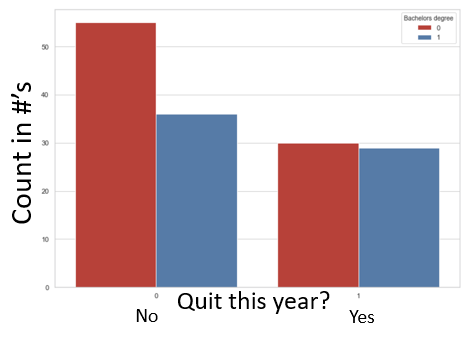 Bachelors degree
0
1
50
40
30
20
10
0
Count in #'s
0
1
Quit this year?
No
Yes